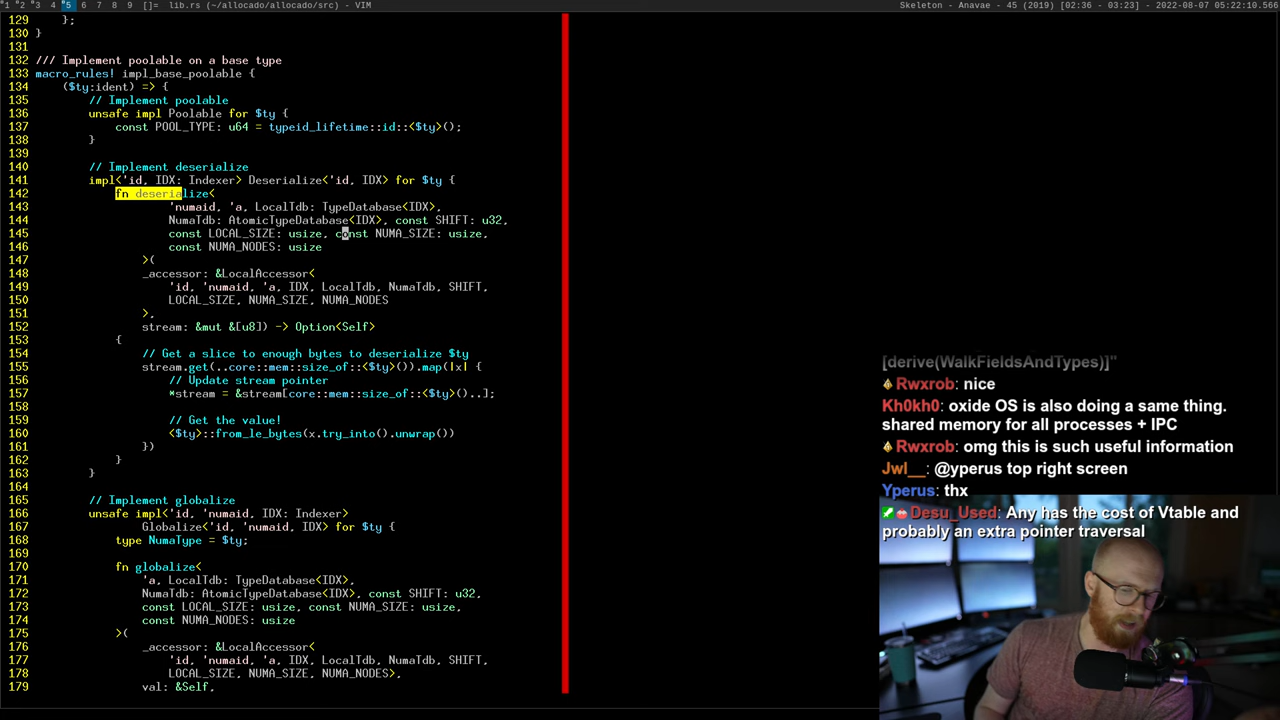 1 2 3 4 5 6 7 8 9 []= lib.rs (~/allocado/allocado/src) - VIM
Skeleton - Anavae - 45 (2019) [02:36 - 03:23] - 2022-08-07 05:22:10.566
129 };
130 }
131
132 /// Implement poolable on a base type
133 macro_rules! impl_base_poolable {
134 ($ty:ident) => {
135 // Implement poolable
136 unsafe impl Poolable for $ty {
137 const POOL_TYPE: u64 = typeid_lifetime::id::<$ty>();
138 }
139
140 // Implement deserialize
141 impl<'id, IDX: Indexer> Deserialize<'id, IDX> for $ty {
142 fn deserialize<
143 'numaid, 'a, LocalTdb: TypeDatabase<IDX>,
144 NumaTdb: AtomicTypeDatabase<IDX>, const SHIFT: u32,
145 const LOCAL_SIZE: usize, const NUMA_SIZE: usize,
146 const NUMA_NODES: usize
147 >(
148 _accessor: &LocalAccessor<
149 'id, 'numaid, 'a, IDX, LocalTdb, NumaTdb, SHIFT,
150 LOCAL_SIZE, NUMA_SIZE, NUMA_NODES
151 >,
152 stream: &mut &[u8]) -> Option<Self>
153 {
154 // Get a slice to enough bytes to deserialize $ty
155 stream.get(..core::mem::size_of::<$ty>()).map(|x| {
156 // Update stream pointer
157 *stream = &stream[core::mem::size_of::<$ty>()..];
158
159 // Get the value!
160 <$ty>::from_le_bytes(x.try_into().unwrap())
161 })
162 }
163 }
164
165 // Implement globalize
166 unsafe impl<'id, 'numaid, IDX: Indexer>
167 Globalize<'id, 'numaid, IDX> for $ty {
168 type NumaType = $ty;
169
170 fn globalize<
171 'a, LocalTdb: TypeDatabase<IDX>,
172 NumaTdb: AtomicTypeDatabase<IDX>, const SHIFT: u32,
173 const LOCAL_SIZE: usize, const NUMA_SIZE: usize,
174 const NUMA_NODES: usize
175 >(
176 _accessor: &LocalAccessor<
177 'id, 'numaid, 'a, IDX, LocalTdb, NumaTdb, SHIFT,
178 LOCAL_SIZE, NUMA_SIZE, NUMA_NODES>,
179 val: &Self,
[derive(WalkFieldsAndTypes)]"
Rwxrob: nice
Kh0kh0: oxide OS is also doing a same thing.
shared memory for all processes + IPC
Rwxrob: omg this is such useful information
Jwl__: @yperus top right screen
Yperus: thx
Desu_Used: Any has the cost of Vtable and
probably an extra pointer traversal